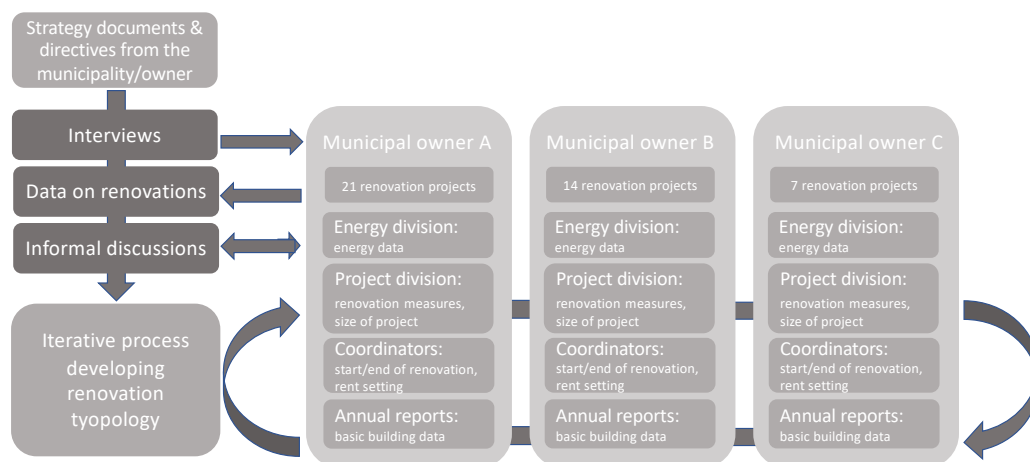 Strategy documents &
directives from the
municipality/owner
Interviews
Data on renovations
Informal discussions
Iterative process
developing
renovation
tyopology
Municipal owner A
21 renovation projects
Energy division:
energy data
Project division:
renovation measures,
size of project
Coordinators:
start/end of renovation,
rent setting
Annual reports:
basic building data
Municipal owner B
14 renovation projects
Energy division:
energy data
Project division:
renovation measures,
size of project
Coordinators:
start/end of renovation,
rent setting
Annual reports:
basic building data
Municipal owner C
7 renovation projects
Energy division:
energy data
Project division:
renovation measures,
size of project
Coordinators:
start/end of renovation,
rent setting
Annual reports:
basic building data